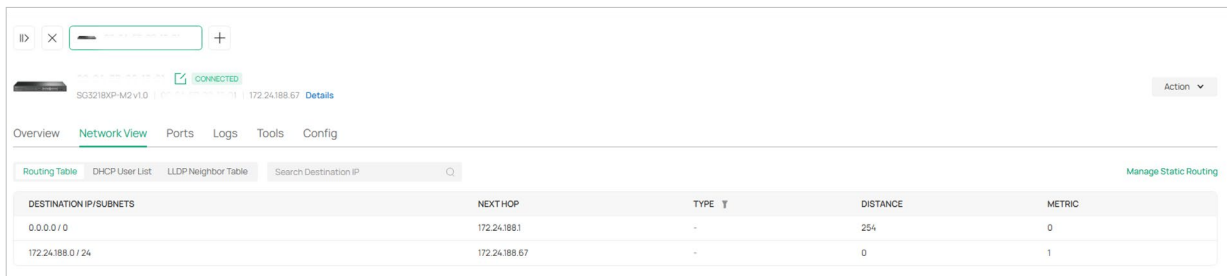 CONNECTED
SG3218XP-M2 v1.0 | 172.24.188.67 Details
Action
Overview Network View Ports Logs Tools Config
Routing Table DHCP User List LLDP Neighbor Table Search Destination IP Manage Static Routing
DESTINATION IP/SUBNETS NEXT HOP TYPE DISTANCE METRIC
0.0.0.0 / 0 172.24.188.1 - 254 0
172.24.188.0 / 24 172.24.188.67 - 0 1